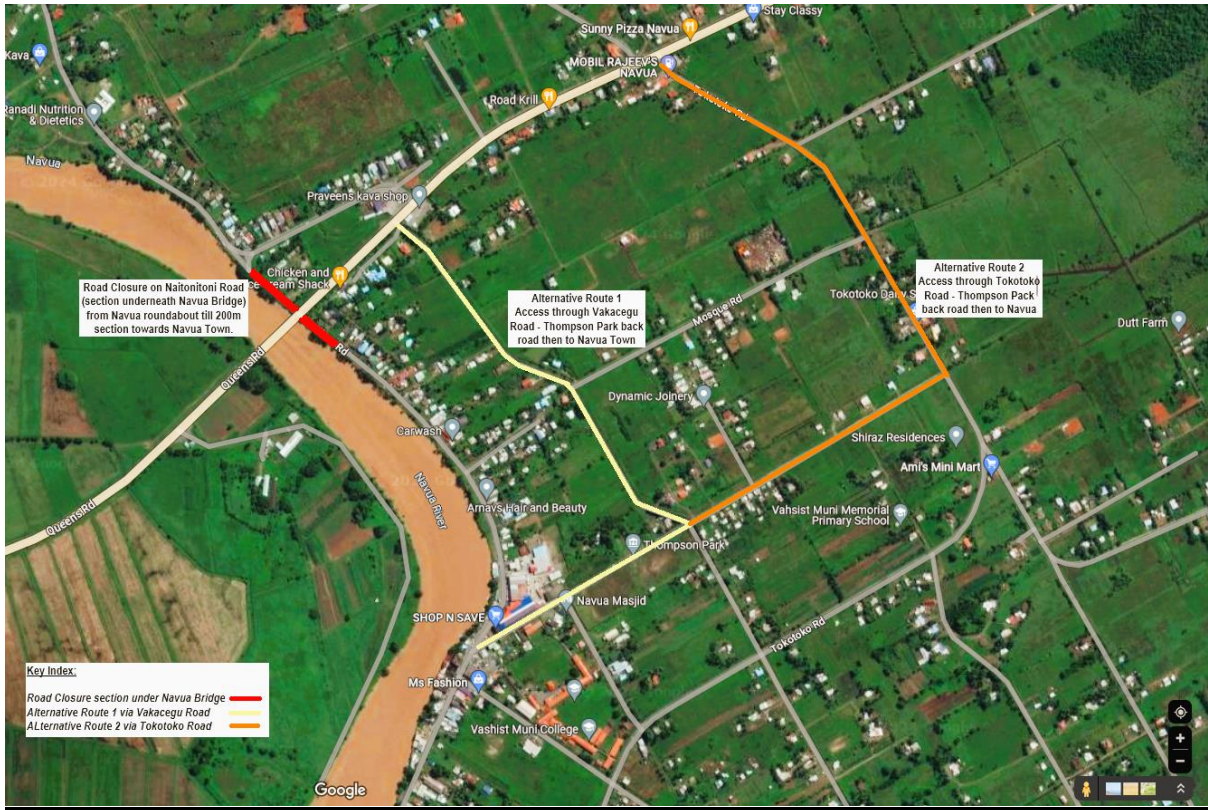 Stay Classy
Sunny Pizza Navua
MOBIL RAJEEV'S
NAVUA
Kava
Road Krill
Tokotoko Rd
Ranadi Nutrition
& Dietetics
Navua
Praveens kava shop
Chicken and
Ice Cream Shack
Road Closure on Naitonitoni Road
(section underneath Navua Bridge)
from Navua roundabout till 200m
section towards Navua Town.
Alternative Route 1
Access through Vakacegu
Road - Thompson Park back
road then to Navua Town
Alternative Route 2
Access through Tokotoko
Road - Thompson Pack
back road then to Navua
Tokotoko Dairy
Mosque Rd
Dutt Farm
Rd
Queens Rd
Dynamic Joinery
Carwash
Shiraz Residences
Ami's Mini Mart
Navua River
Arnavs Hair and Beauty
Queens Rd
Vahsist Muni Memorial
Primary School
Thompson Park
Navua Masjid
SHOP N SAVE
Tokotoko Rd
Ms Fashion
Vashist Muni College
Key Index:
Road Closure section under Navua Bridge
Alternative Route 1 via Vakacegu Road
ALternative Route 2 via Tokotoko Road
Google